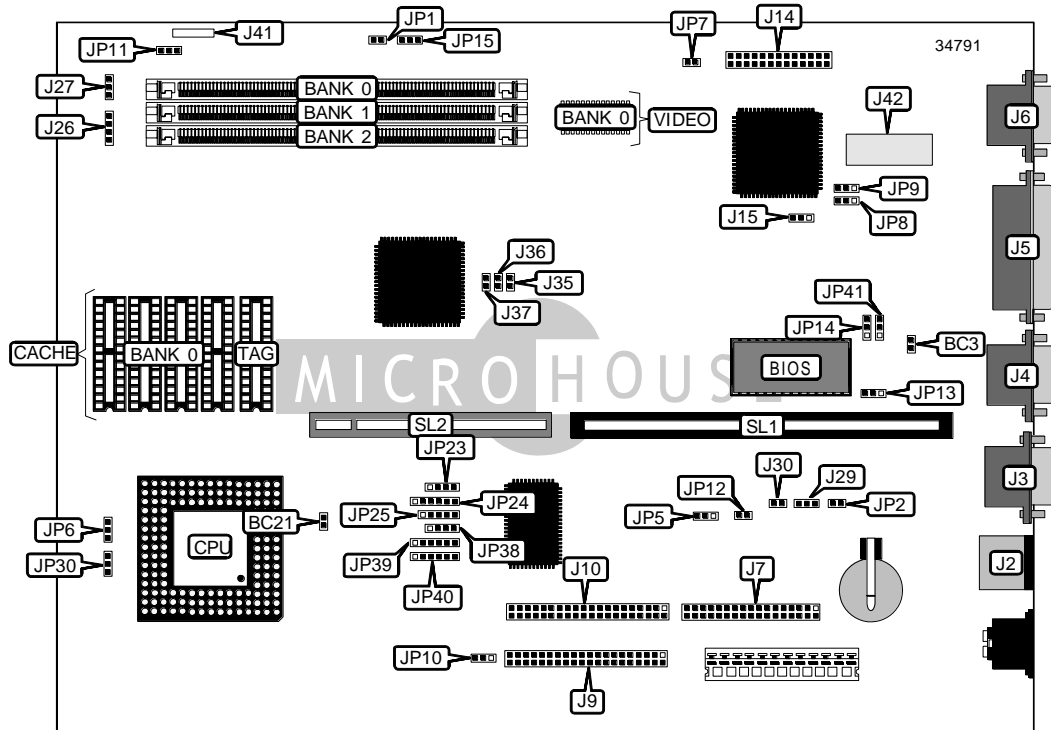 J41
JP1
JP7
J14
JP11
JP15
34791
J27
BANK 0
J42
J6
J26
BANK 1
BANK 0
VIDEO
BANK 2
JP9
J15
JP8
J36
J5
J35
J37
JP41
JP14
CACHE
BANK 0
TAG
BC3
MICRO HOUSE
BIOS
J4
JP13
SL2
SL1
JP23
J30
J29
J3
JP24
JP12
JP2
JP6
BC21
JP25
JP5
CPU
JP38
J2
JP30
JP39
JP40
J10
J7
JP10
J9